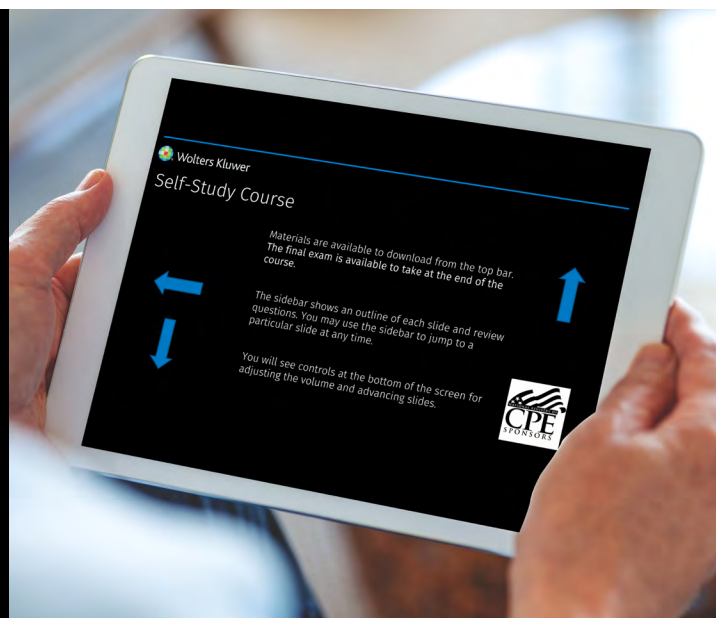 Wolters Kluwer
Self-Study Course
Materials are available to download from the top bar.
The final exam is available to take at the end of the
course.
The sidebar shows an outline of each slide and review
questions. You may use the sidebar to jump to a
particular slide at any time.
You will see controls at the bottom of the screen for
adjusting the volume and advancing slides.
CPE
SPONSORS